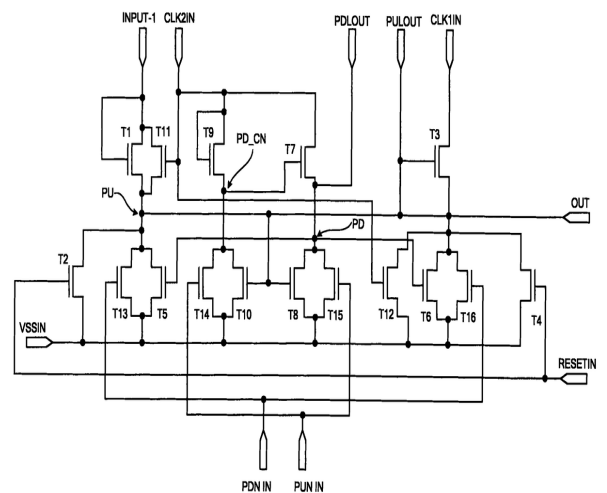 INPUT-1 CLK2IN PDLOUT PULOUT CLK1IN
T1 T11 T9 PD_CN T7 T3
PU OUT
PD
T2
T13 T5 T14 T10 T8 T15 T12 T6 T16 T4
VSSIN
RESETIN
PDN IN PUN IN